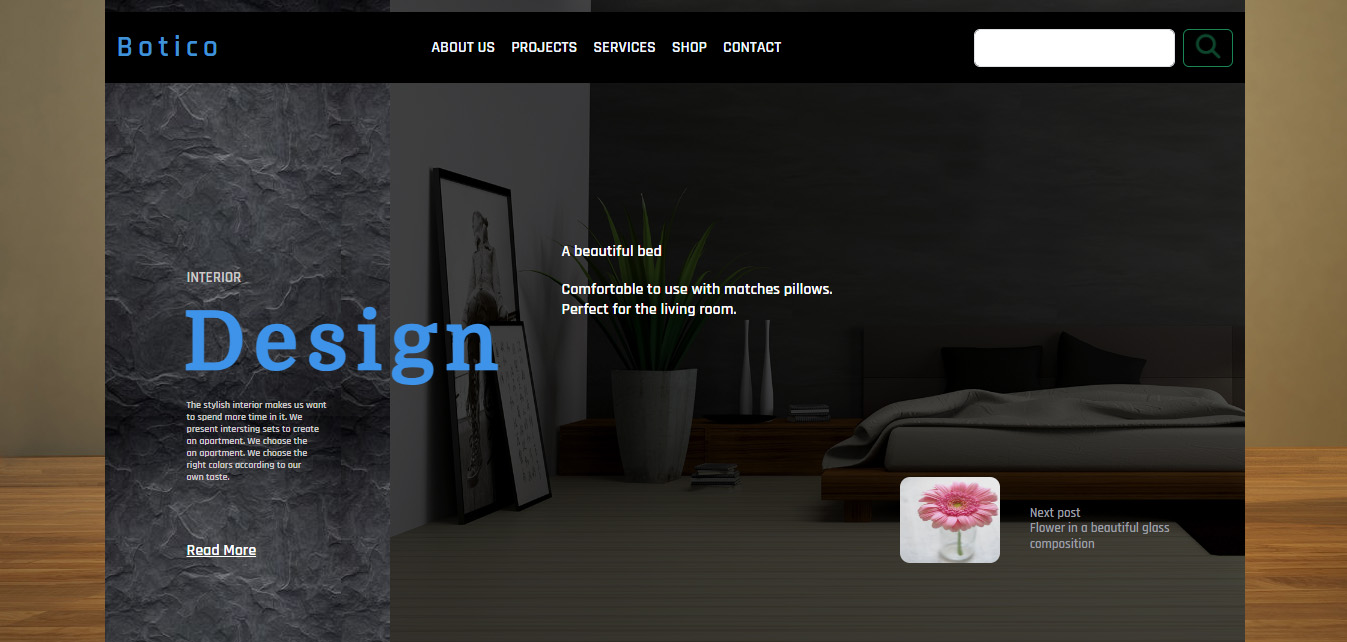 Botico
ABOUT US PROJECTS SERVICES SHOP CONTACT
A beautiful bed
Comfortable to use with matches pillows.
Perfect for the living room.
INTERIOR
Design
The stylish interior makes us want
to spend more time in it. We
present intersting sets to create
an apartment. We choose the
an apartment. We choose the
right colors according to our
own taste.
Read More
Next post
Flower in a beautiful glass
composition